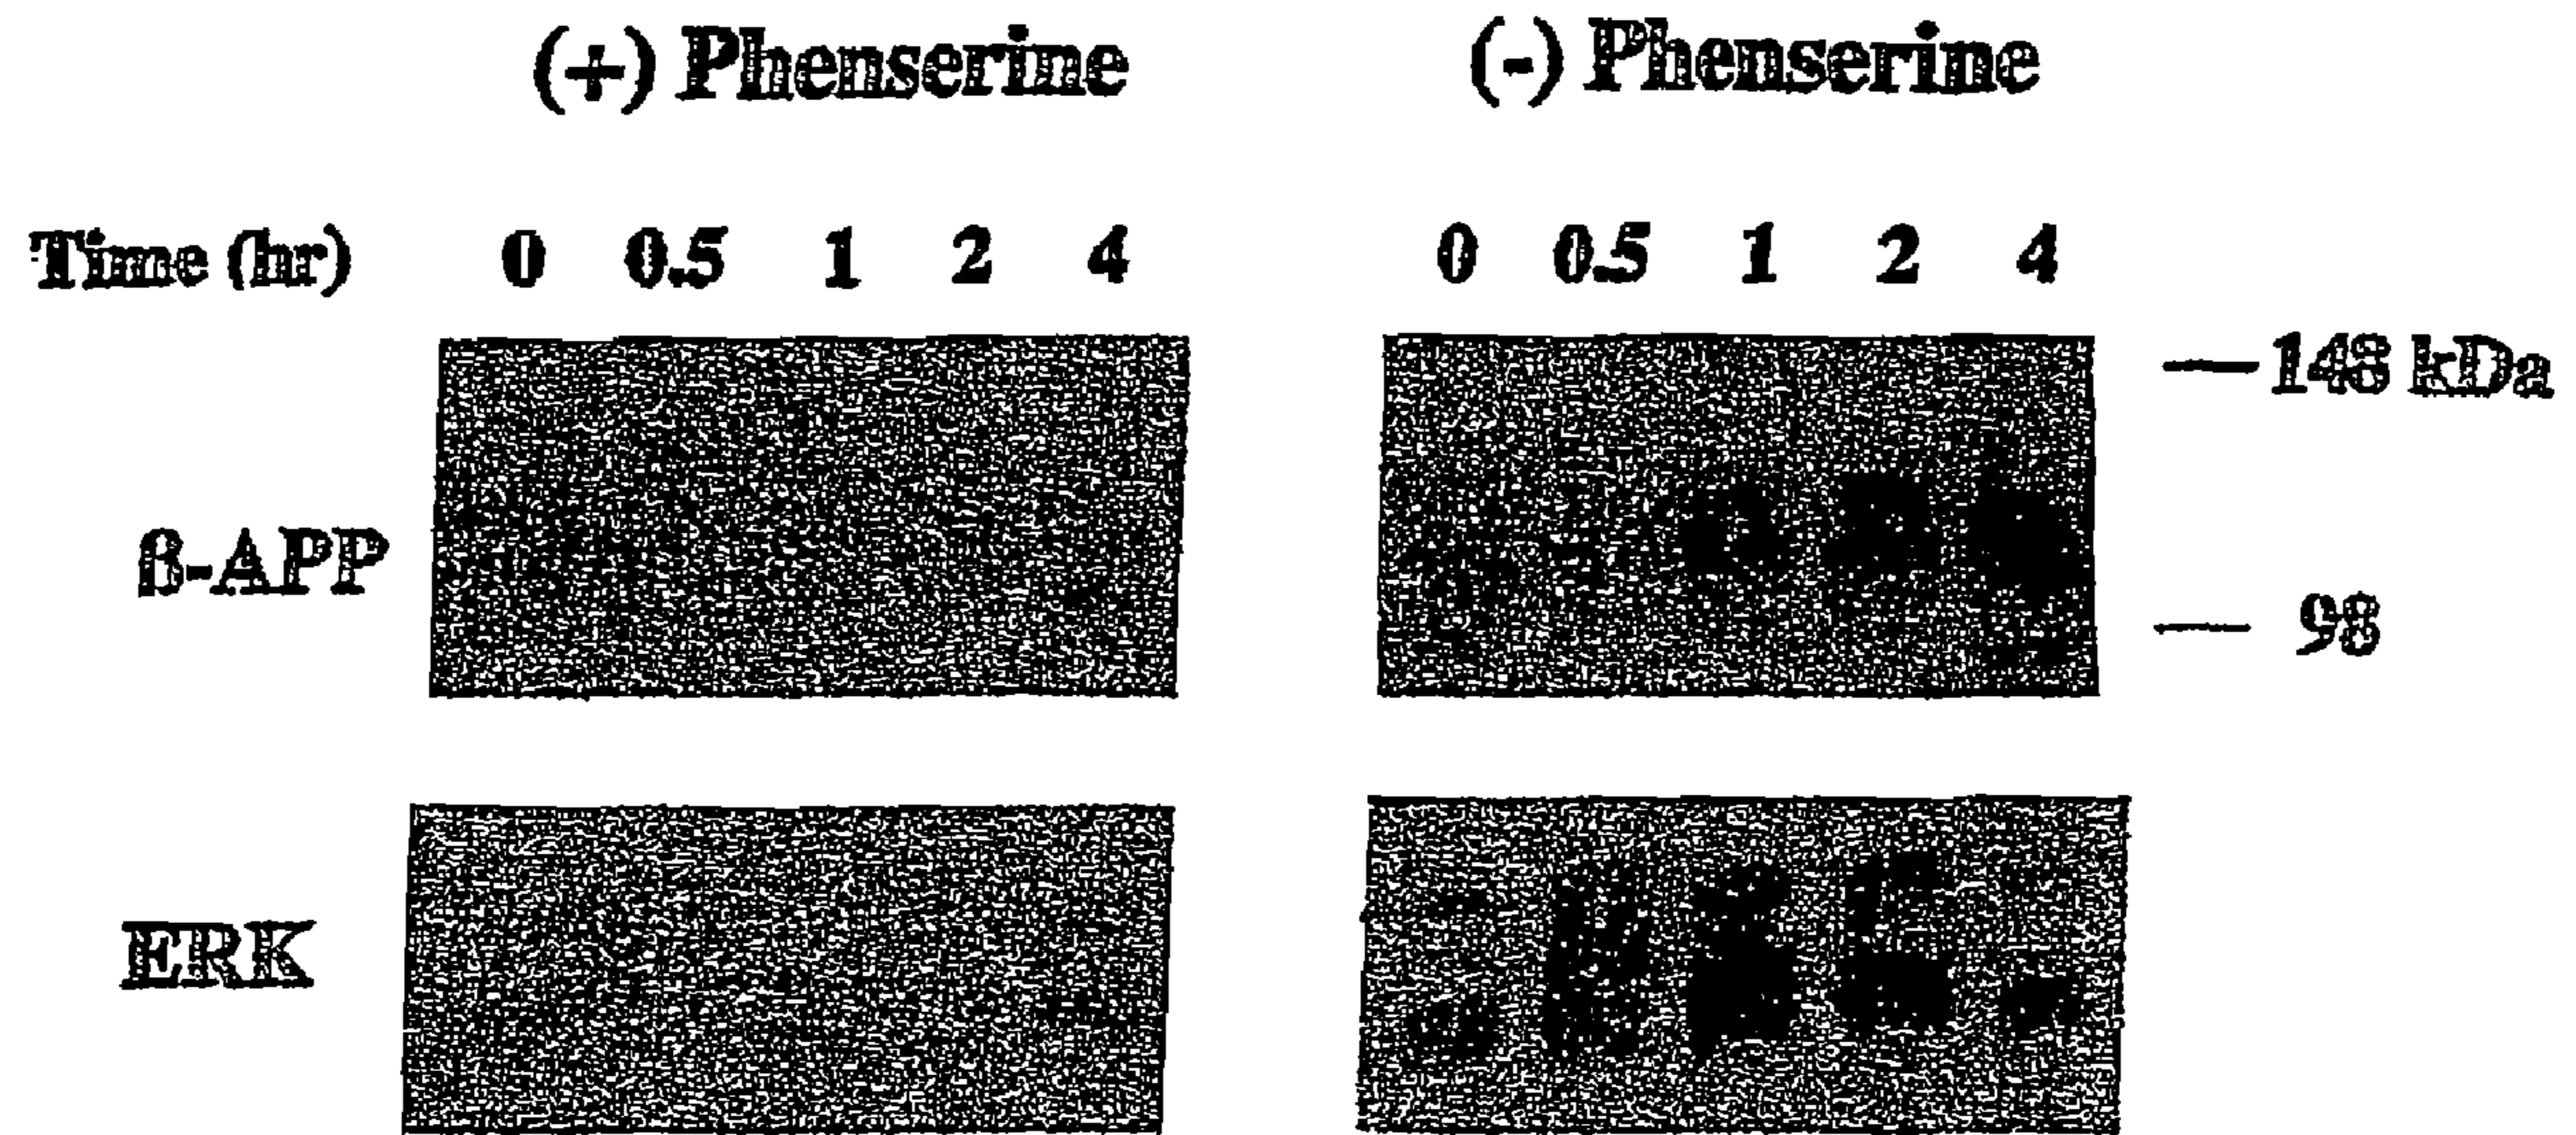 (+) Phenserine (-) Phenserine
Time (hr) 0 0.5 1 2 4 0 0.5 1 2 4
148 kDa
ß-APP
98
ERK